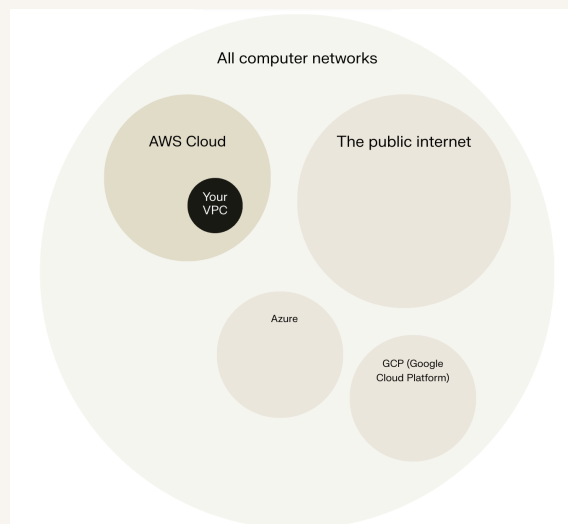 All computer networks
AWS Cloud
The public internet
Your
VPC
Azure
GCP (Google
Cloud Platform)